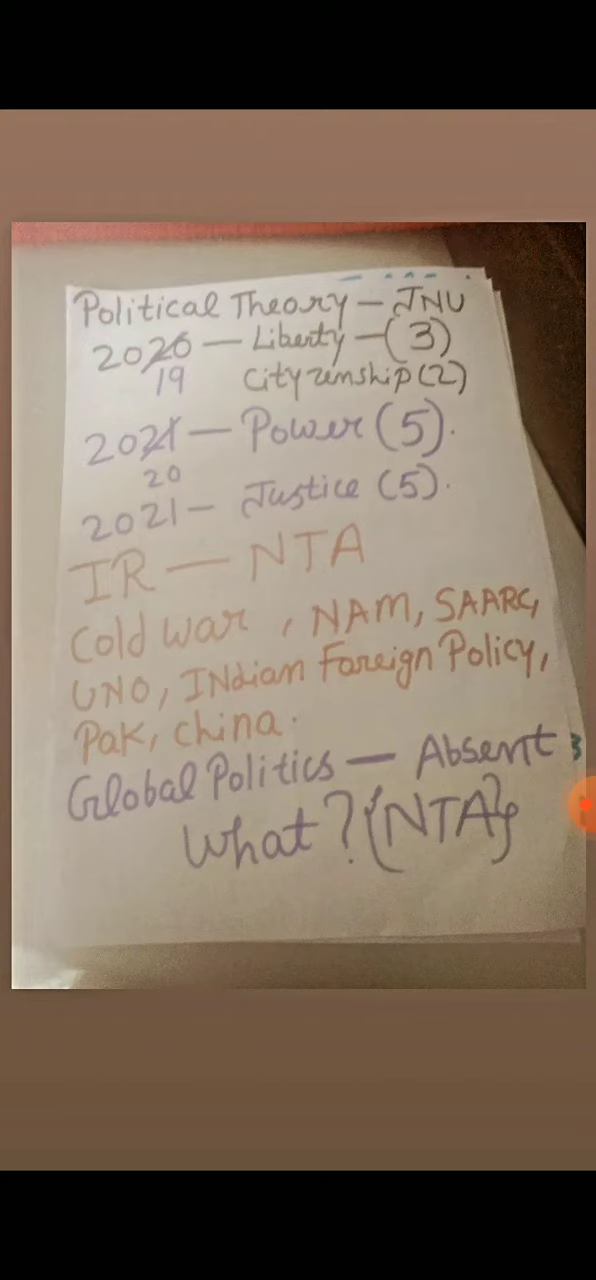 Political Theory - JNU
2020 - Liberty - (3)
19 Cityzenship (2)
2021 - Power (5).
20
2021 - Justice (5).
IR - NTA
Cold war, NAM, SAARC,
UNO, INdian Foreign Policy,
Pak, China.
Global Politics - Absent
What? {NTA}